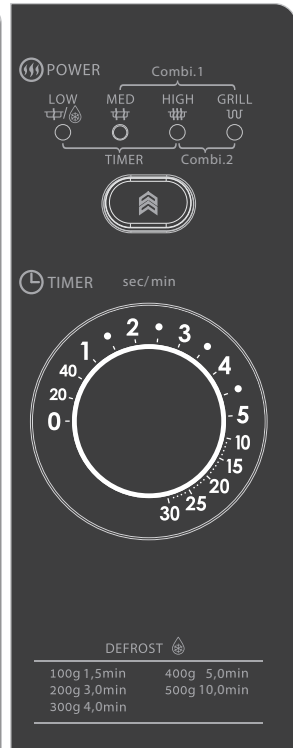 POWER
Combi.1
LOW MED HIGH GRILL
TIMER Combi.2
TIMER sec/min
0
20
40
1
2
3
4
5
10
15
20
25
30
DEFROST
100g 1,5min 400g 5,0min
200g 3,0min 500g 10,0min
300g 4,0min